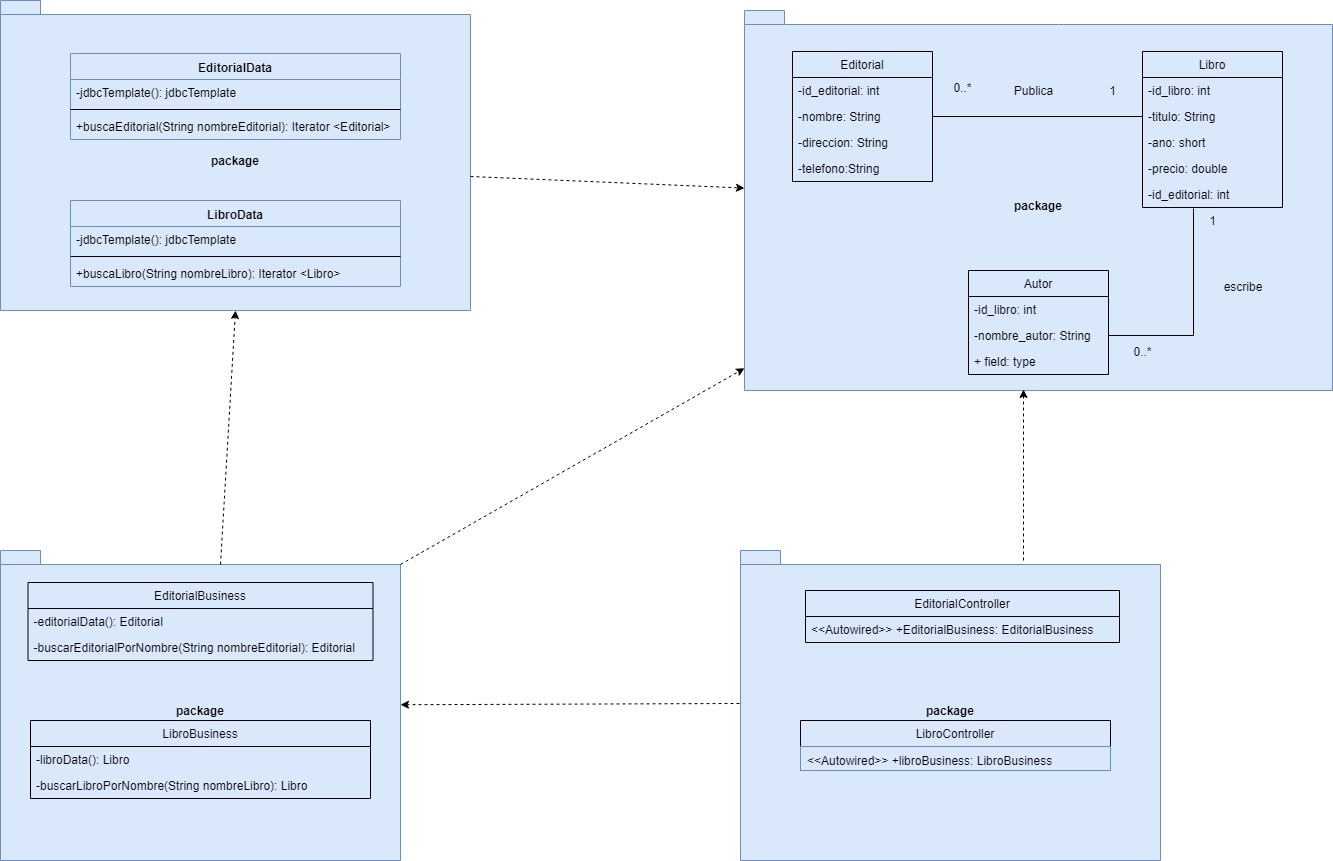 EditorialData
-jdbcTemplate(): jdbcTemplate
+buscaEditorial(String nombreEditorial): Iterator <Editorial>
package
LibroData
-jdbcTemplate(): jdbcTemplate
+buscaLibro(String nombreLibro): Iterator <Libro>
Editorial
-id_editorial: int
-nombre: String
-direccion: String
-telefono:String
0..*
Publica
1
Libro
-id_libro: int
-titulo: String
-ano: short
-precio: double
-id_editorial: int
package
1
escribe
Autor
-id_libro: int
-nombre_autor: String
+ field: type
0..*
EditorialBusiness
-editorialData(): Editorial
-buscarEditorialPorNombre(String nombreEditorial): Editorial
package
LibroBusiness
-libroData(): Libro
-buscarLibroPorNombre(String nombreLibro): Libro
EditorialController
<<Autowired>> +EditorialBusiness: EditorialBusiness
package
LibroController
<<Autowired>> +libroBusiness: LibroBusiness